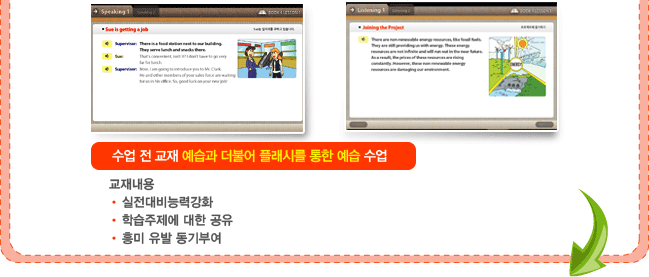 Speaking 1
Sue is getting a job
Supervisor: There is a food station next to our building.
They serve lunch and snacks there.
Sue: That's convenient, isn't it? I don't have to go very
far for lunch.
Supervisor: Now, I am going to introduce you to Mr. Clark.
He and other members of your sales force are waiting
for us in his office. So, good luck on your new job!
Listening 1
Joining the Project
There are non-renewable energy resources, like fossil fuels.
They are still providing us with energy. These energy
resources are not infinite and will run out in the near future.
As a result, the prices of these resources are rising
constantly. However, these non-renewable energy
resources are damaging our environment.
수업 전 교재 예습과 더불어 플래시를 통한 예습 수업
교재내용
• 실전대비능력강화
• 학습주제에 대한 공유
• 흥미 유발 동기부여